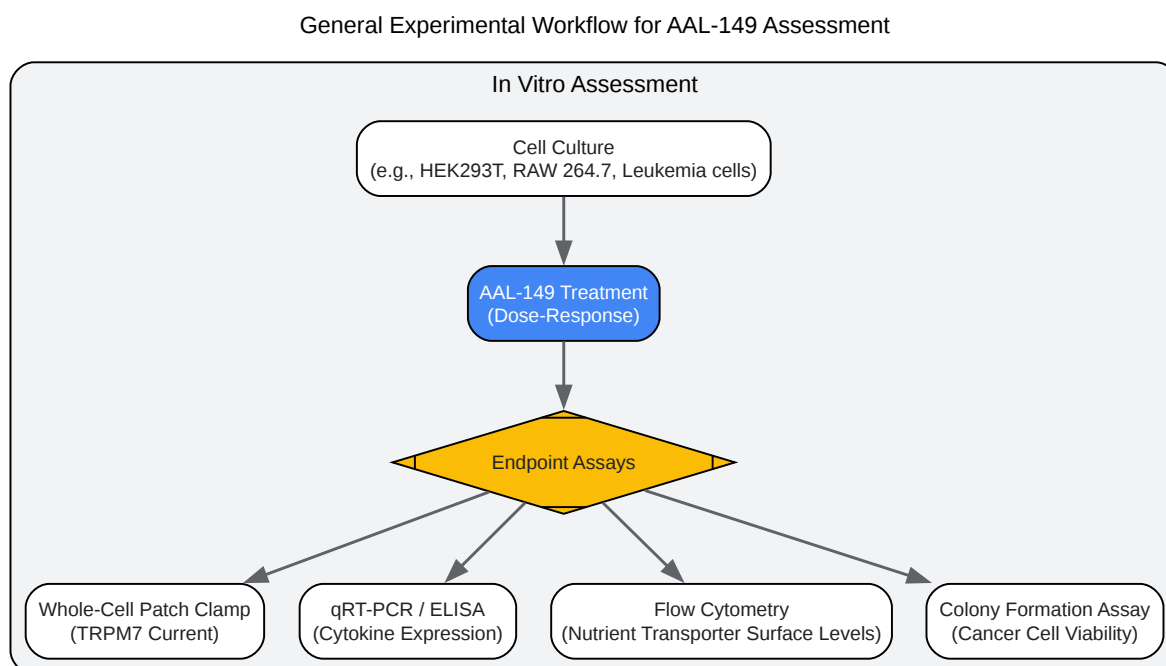 General Experimental Workflow for AAL-149 Assessment
In Vitro Assessment
Cell Culture
(e.g., HEK293T, RAW 264.7, Leukemia cells)
AAL-149 Treatment
(Dose-Response)
Endpoint Assays
Whole-Cell Patch Clamp
(TRPM7 Current)
qRT-PCR / ELISA
(Cytokine Expression)
Flow Cytometry
(Nutrient Transporter Surface Levels)
Colony Formation Assay
(Cancer Cell Viability)